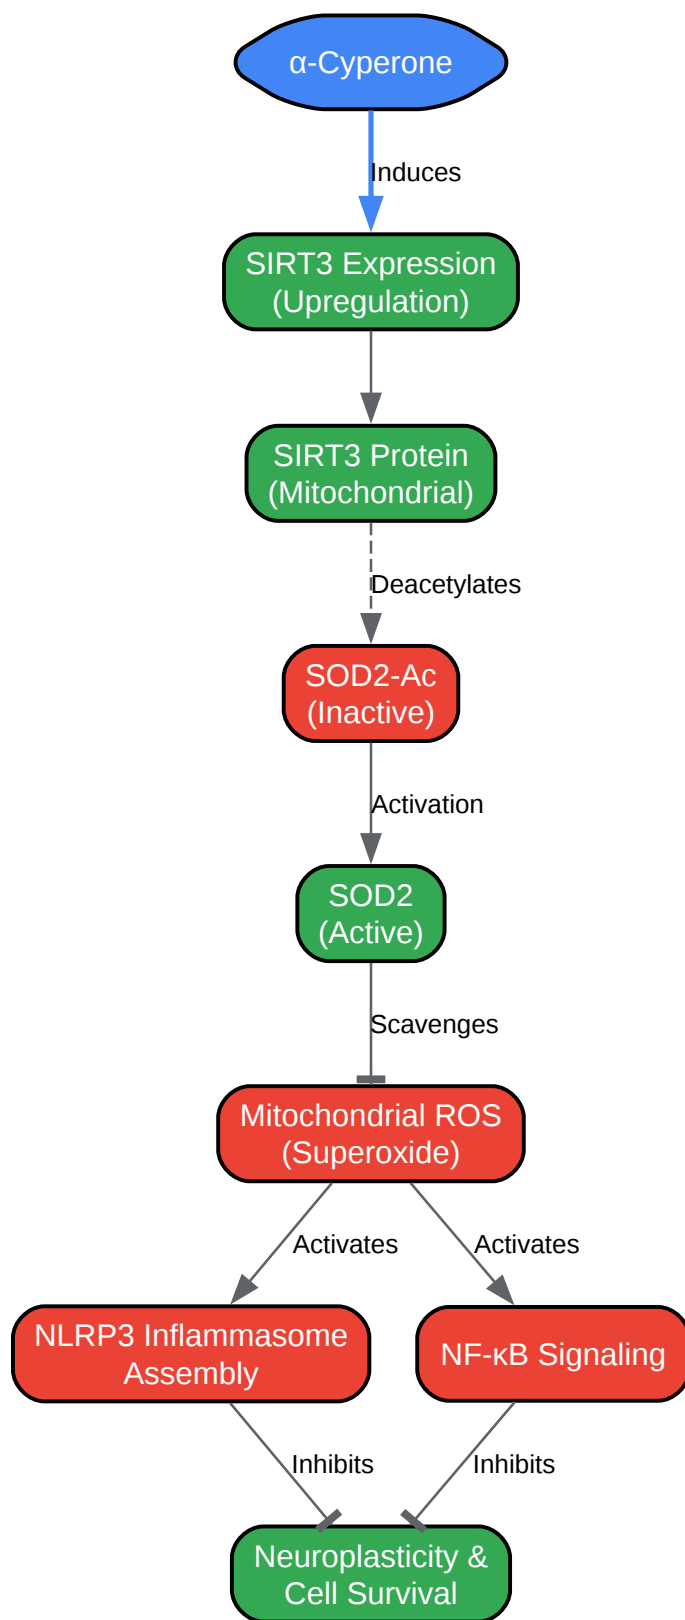 α-Cyperone
Induces
SIRT3 Expression
(Upregulation)
SIRT3 Protein
(Mitochondrial)
Deacetylates
SOD2-Ac
(Inactive)
Activation
SOD2
(Active)
Scavenges
Mitochondrial ROS
(Superoxide)
Activates
Activates
NLRP3 Inflammasome
Assembly
NF-κB Signaling
Inhibits
Inhibits
Neuroplasticity &
Cell Survival